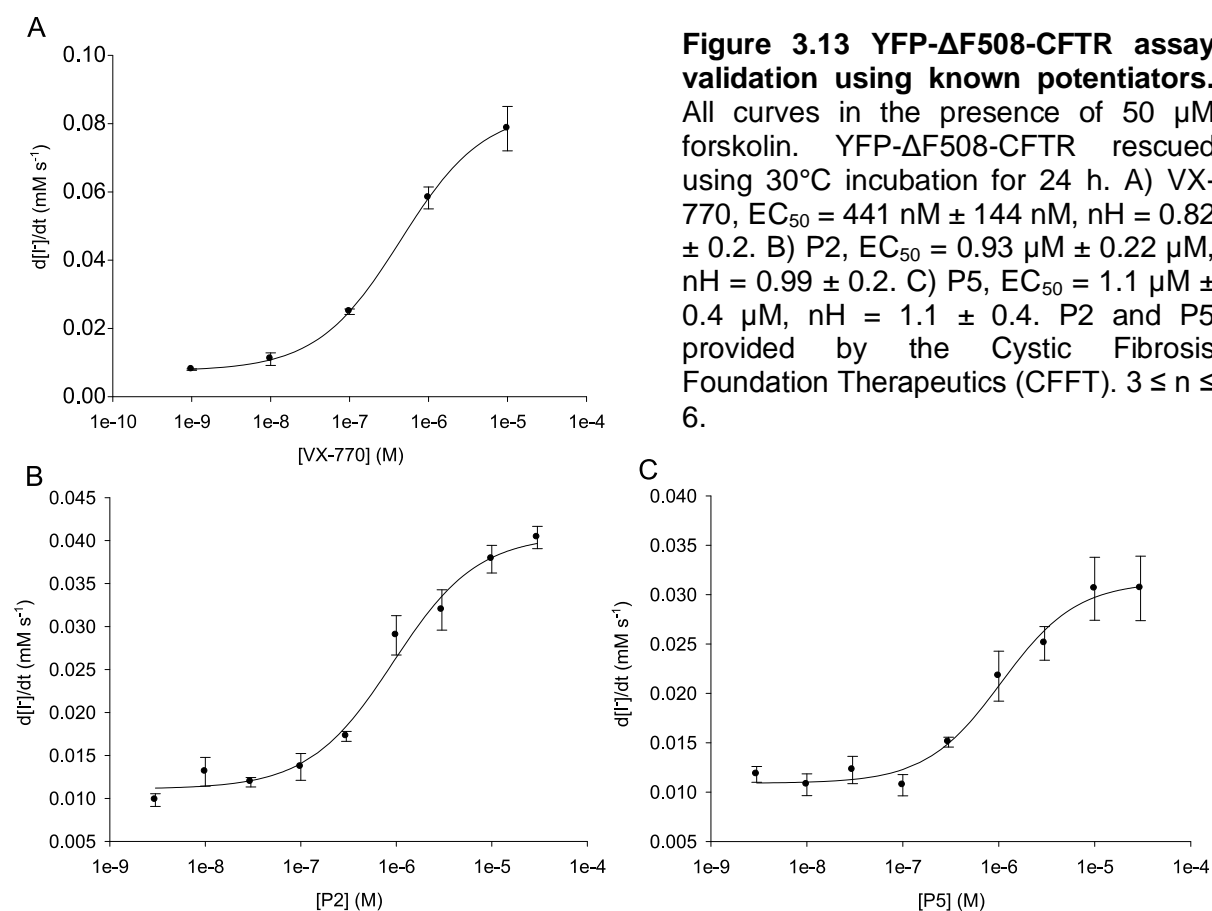 A
0.10
0.08
0.06
0.04
0.02
0.00
d[I⁻]/dt (mM s⁻¹)
1e-10 1e-9 1e-8 1e-7 1e-6 1e-5 1e-4
[VX-770] (M)
Figure 3.13 YFP-ΔF508-CFTR assay
validation using known potentiators.
All curves in the presence of 50 µM
forskolin. YFP-ΔF508-CFTR rescued
using 30°C incubation for 24 h. A) VX-
770, EC₅₀ = 441 nM ± 144 nM, nH = 0.82
± 0.2. B) P2, EC₅₀ = 0.93 µM ± 0.22 µM,
nH = 0.99 ± 0.2. C) P5, EC₅₀ = 1.1 µM ±
0.4 µM, nH = 1.1 ± 0.4. P2 and P5
provided by the Cystic Fibrosis
Foundation Therapeutics (CFFT). 3 ≤ n ≤
6.
B
0.050
0.045
0.040
0.035
0.030
0.025
0.020
0.015
0.010
0.005
d[I⁻]/dt (mM s⁻¹)
1e-9 1e-8 1e-7 1e-6 1e-5 1e-4
[P2] (M)
C
0.040
0.035
0.030
0.025
0.020
0.015
0.010
0.005
d[I⁻]/dt (mM s⁻¹)
1e-9 1e-8 1e-7 1e-6 1e-5 1e-4
[P5] (M)